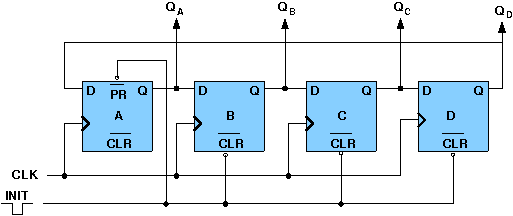 QA QB QC QD
D PR Q D Q D Q D Q
A B C D
CLR CLR CLR CLR
CLK
INIT